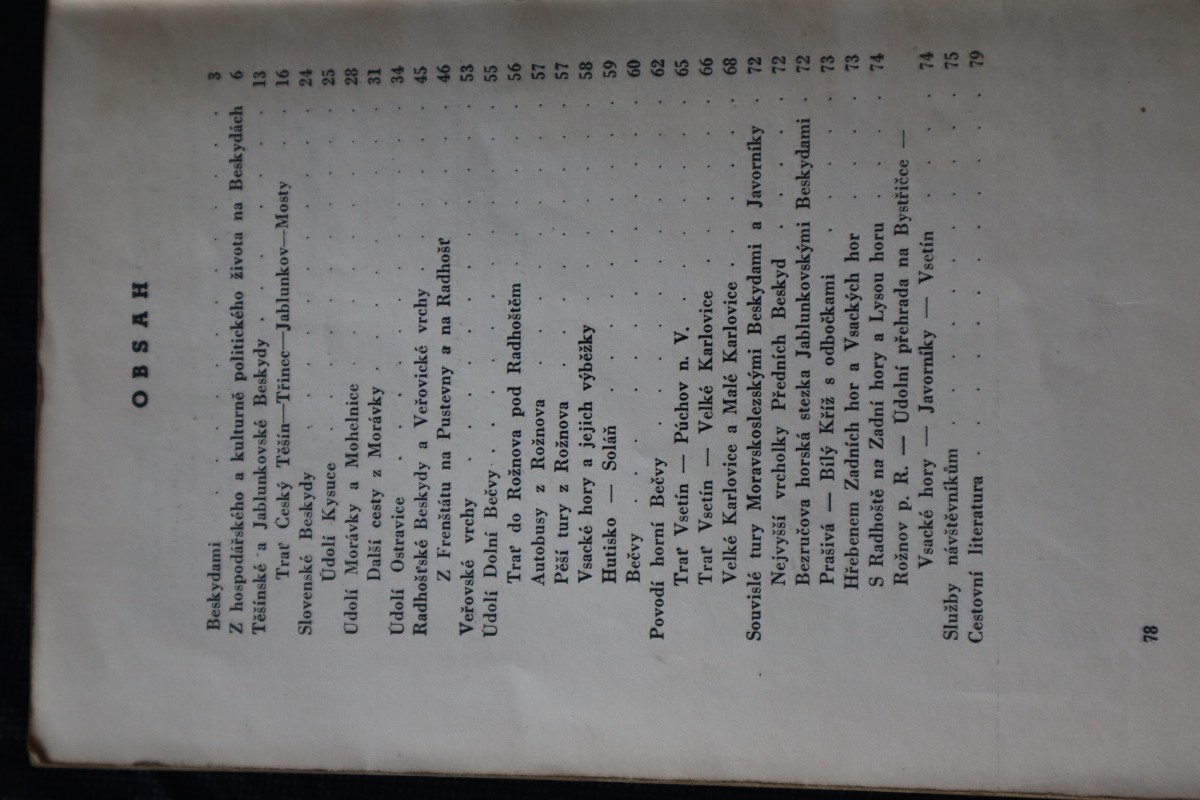 OBSAH
Beskydami . . . . . . . . . . . . 3
Z hospodářského a kulturně politického života na Beskydách 6
Těšínské a Jablunkovské Beskydy . . . . . . . . 13
Trať Český Těšín—Třinec—Jablunkov—Mosty . . . 16
Slovenské Beskydy . . . . . . . . . . . 24
Údolí Kysuce . . . . . . . . . . . . 25
Údolí Morávky a Mohelnice . . . . . . . . 28
Další cesty z Morávky . . . . . . . . . 31
Údolí Ostravice . . . . . . . . . . . . 34
Radhošťské Beskydy a Veřovické vrchy . . . . . . 45
Z Frenštátu na Pustevny a na Radhošť . . . . 46
Veřovské vrchy . . . . . . . . . . . . 53
Údolí Dolní Bečvy . . . . . . . . . . . 55
Trať do Rožnova pod Radhoštěm . . . . . . 56
Autobusy z Rožnova . . . . . . . . . 57
Pěší tury z Rožnova . . . . . . . . . 57
Vsacké hory a jejich výběžky . . . . . . . 58
Hutisko — Soláň . . . . . . . . . . 59
Bečvy . . . . . . . . . . . . . 60
Povodí horní Bečvy . . . . . . . . . . . 62
Trať Vsetín — Púchov n. V. . . . . . . . 65
Trať Vsetín — Velké Karlovice . . . . . . 66
Velké Karlovice a Malé Karlovice . . . . . . 68
Souvislé tury Moravskoslezskými Beskydami a Javorníky . 72
Nejvyšší vrcholky Předních Beskyd . . . . . . 72
Bezručova horská stezka Jablunkovskými Beskydami . 72
Prašivá — Bílý Kříž s odbočkami . . . . . . 73
Hřebenem Zadních hor a Vsackých hor . . . . . 73
S Radhoště na Zadní hory a Lysou horu . . . . 74
Rožnov p. R. — Údolní přehrada na Bystřičce —
Vsacké hory — Javorníky — Vsetín . . . . . 74
Služby návštěvníkům . . . . . . . . . . 75
Cestovní literatura . . . . . . . . . . . 79
78